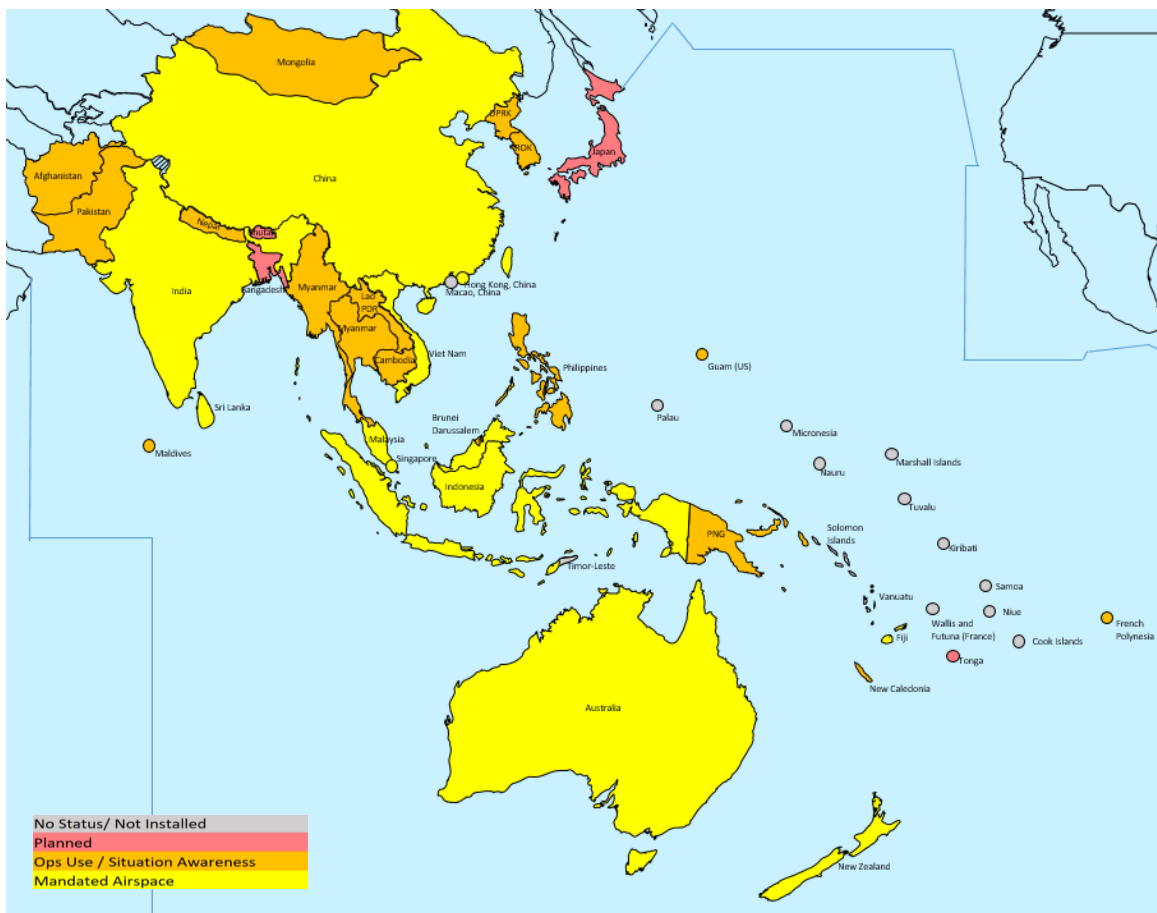 Mongolia
DPRK
ROK
Japan
Afghanistan
Pakistan
China
Nepal
Bhutan
Bangladesh
India
Myanmar
Lao
PDR
Myanmar
Cambodia
Viet Nam
Hong Kong, China
Macao, China
Philippines
Guam (US)
Sri Lanka
Maldives
Brunei
Darussalem
Malaysia
Singapore
Indonesia
Palau
Micronesia
Nauru
Marshall Islands
Tuvalu
Kiribati
PNG
Solomon
Islands
Timor-Leste
Samoa
Vanuatu
Niue
Wallis and
Futuna (France)
Cook Islands
French
Polynesia
Fiji
Tonga
New Caledonia
Australia
New Zealand
No Status/ Not Installed
Planned
Ops Use / Situation Awareness
Mandated Airspace